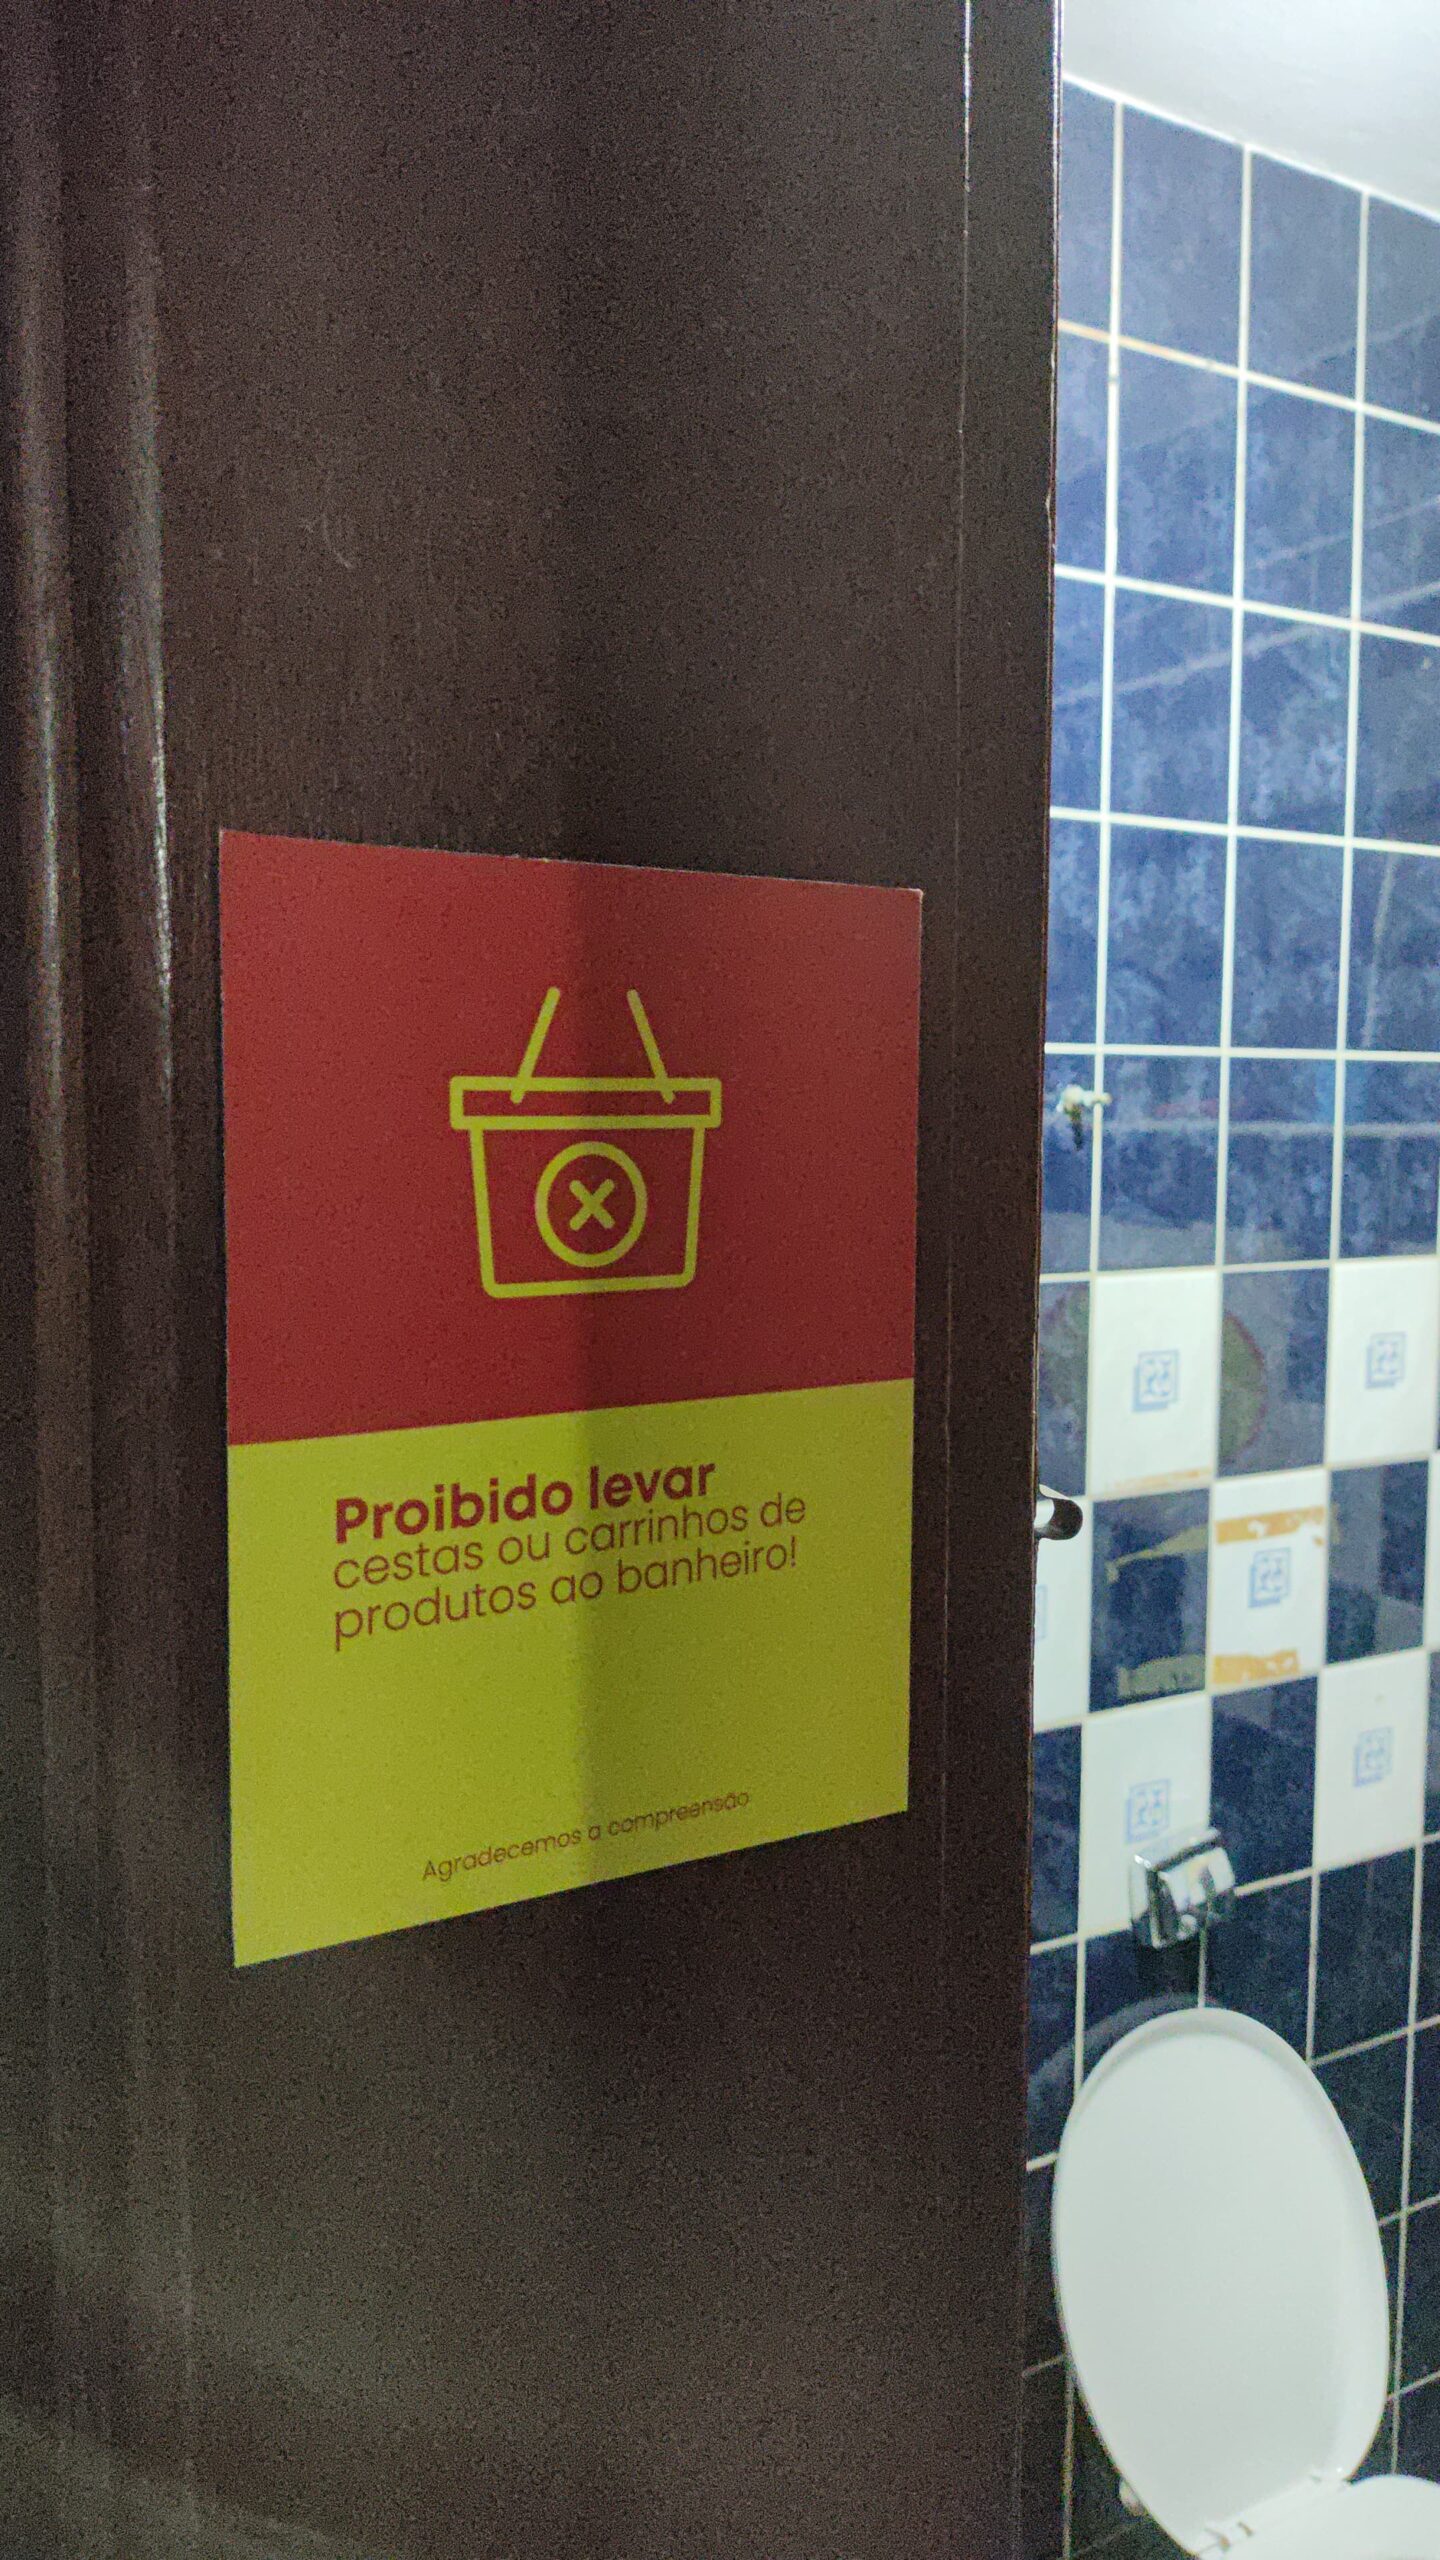 Proibido levar
cestas ou carrinhos de
produtos ao banheiro!
Agradecemos a compreensão